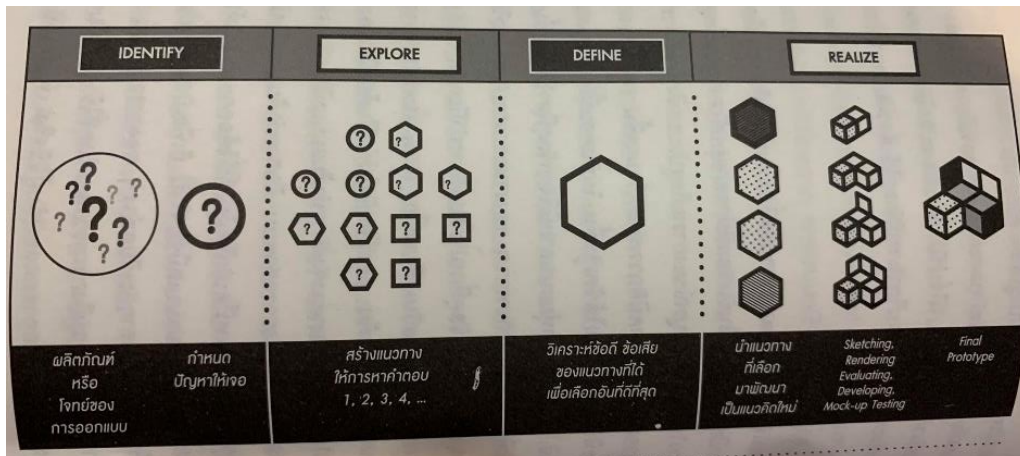 IDENTIFY
EXPLORE
DEFINE
REALIZE
? ? ? ? ? ? ?
?
? ?
? ? ? ?
? ? ? ?
? ?
ผลิตภัณฑ์
หรือ
โจทย์ของ
การออกแบบ
กำหนด
ปัญหาให้เจอ
สร้างแนวทาง
ให้การหาคำตอบ
1, 2, 3, 4, ...
วิเคราะห์ข้อดี ข้อเสีย
ของแนวทางที่ได้
เพื่อเลือกอันที่ดีที่สุด
นำแนวทาง
ที่เลือก
มาพัฒนา
เป็นแนวคิดใหม่
Sketching,
Rendering
Evaluating,
Developing,
Mock-up Testing
Final
Prototype